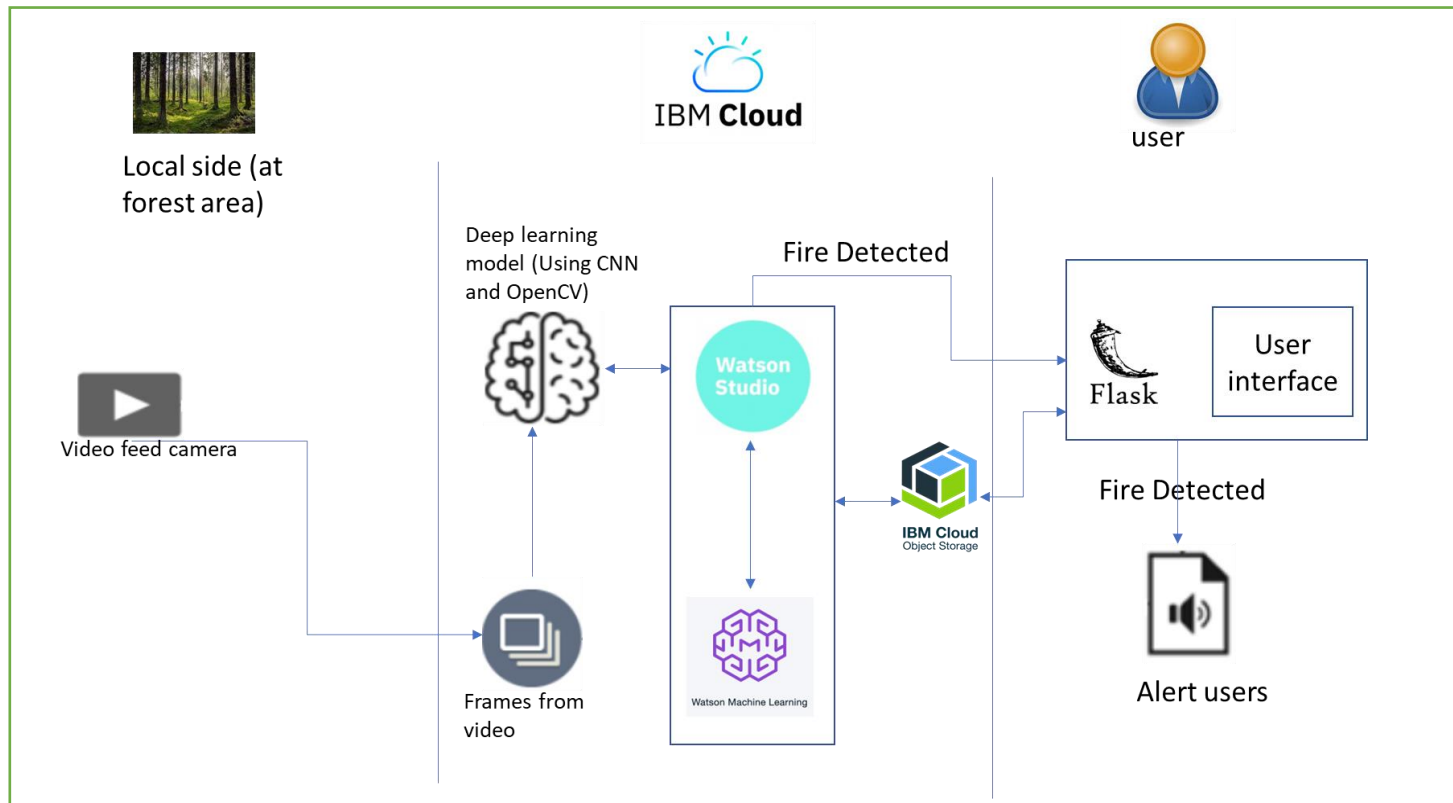 IBM Cloud
user
Local side (at
forest area)
Deep learning
model (Using CNN
and OpenCV)
Fire Detected
Watson
Studio
Flask
User
interface
Video feed camera
IBM Cloud
Object Storage
Fire Detected
Frames from
video
Watson Machine Learning
Alert users